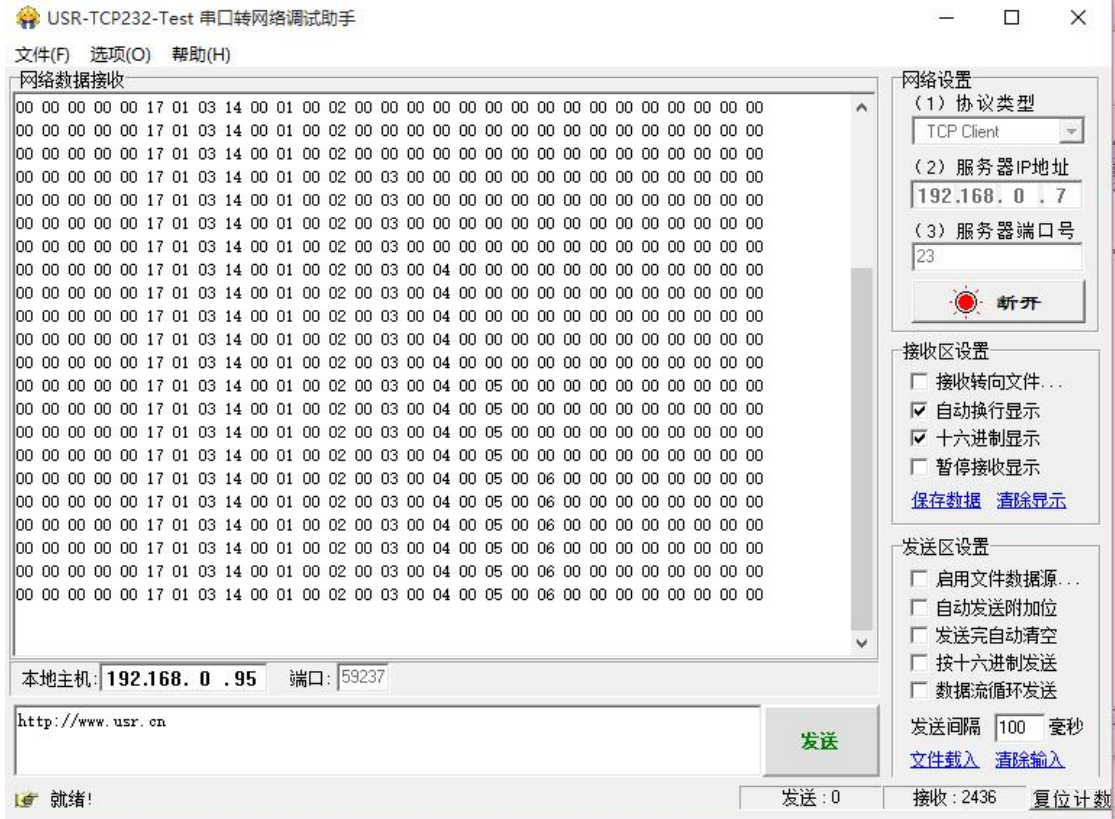 USR-TCP232-Test 串口转网络调试助手
文件(F) 选项(O) 帮助(H)
网络数据接收
00 00 00 00 00 17 01 03 14 00 01 00 02 00 00 00 00 00 00 00 00 00 00 00 00 00 00 00 00
00 00 00 00 00 17 01 03 14 00 01 00 02 00 00 00 00 00 00 00 00 00 00 00 00 00 00 00 00
00 00 00 00 00 17 01 03 14 00 01 00 02 00 00 00 00 00 00 00 00 00 00 00 00 00 00 00 00
00 00 00 00 00 17 01 03 14 00 01 00 02 00 03 00 00 00 00 00 00 00 00 00 00 00 00 00 00
00 00 00 00 00 17 01 03 14 00 01 00 02 00 03 00 00 00 00 00 00 00 00 00 00 00 00 00 00
00 00 00 00 00 17 01 03 14 00 01 00 02 00 03 00 00 00 00 00 00 00 00 00 00 00 00 00 00
00 00 00 00 00 17 01 03 14 00 01 00 02 00 03 00 00 00 00 00 00 00 00 00 00 00 00 00 00
00 00 00 00 00 17 01 03 14 00 01 00 02 00 03 00 04 00 00 00 00 00 00 00 00 00 00 00 00
00 00 00 00 00 17 01 03 14 00 01 00 02 00 03 00 04 00 00 00 00 00 00 00 00 00 00 00 00
00 00 00 00 00 17 01 03 14 00 01 00 02 00 03 00 04 00 00 00 00 00 00 00 00 00 00 00 00
00 00 00 00 00 17 01 03 14 00 01 00 02 00 03 00 04 00 00 00 00 00 00 00 00 00 00 00 00
00 00 00 00 00 17 01 03 14 00 01 00 02 00 03 00 04 00 00 00 00 00 00 00 00 00 00 00 00
00 00 00 00 00 17 01 03 14 00 01 00 02 00 03 00 04 00 05 00 00 00 00 00 00 00 00 00 00
00 00 00 00 00 17 01 03 14 00 01 00 02 00 03 00 04 00 05 00 00 00 00 00 00 00 00 00 00
00 00 00 00 00 17 01 03 14 00 01 00 02 00 03 00 04 00 05 00 00 00 00 00 00 00 00 00 00
00 00 00 00 00 17 01 03 14 00 01 00 02 00 03 00 04 00 05 00 00 00 00 00 00 00 00 00 00
00 00 00 00 00 17 01 03 14 00 01 00 02 00 03 00 04 00 05 00 06 00 00 00 00 00 00 00 00
00 00 00 00 00 17 01 03 14 00 01 00 02 00 03 00 04 00 05 00 06 00 00 00 00 00 00 00 00
00 00 00 00 00 17 01 03 14 00 01 00 02 00 03 00 04 00 05 00 06 00 00 00 00 00 00 00 00
00 00 00 00 00 17 01 03 14 00 01 00 02 00 03 00 04 00 05 00 06 00 00 00 00 00 00 00 00
00 00 00 00 00 17 01 03 14 00 01 00 02 00 03 00 04 00 05 00 06 00 00 00 00 00 00 00 00
00 00 00 00 00 17 01 03 14 00 01 00 02 00 03 00 04 00 05 00 06 00 00 00 00 00 00 00 00
本地主机: 192.168. 0 .95 端口: 59237
http://www.usr.cn
发送
网络设置
(1) 协议类型
TCP Client
(2) 服务器IP地址
192.168. 0 . 7
(3) 服务器端口号
23
断开
接收区设置
接收转向文件...
自动换行显示
十六进制显示
暂停接收显示
保存数据 清除显示
发送区设置
启用文件数据源...
自动发送附加位
发送完自动清空
按十六进制发送
数据流循环发送
发送间隔 100 毫秒
文件载入 清除输入
就绪! 发送:0 接收:2436 复位计数